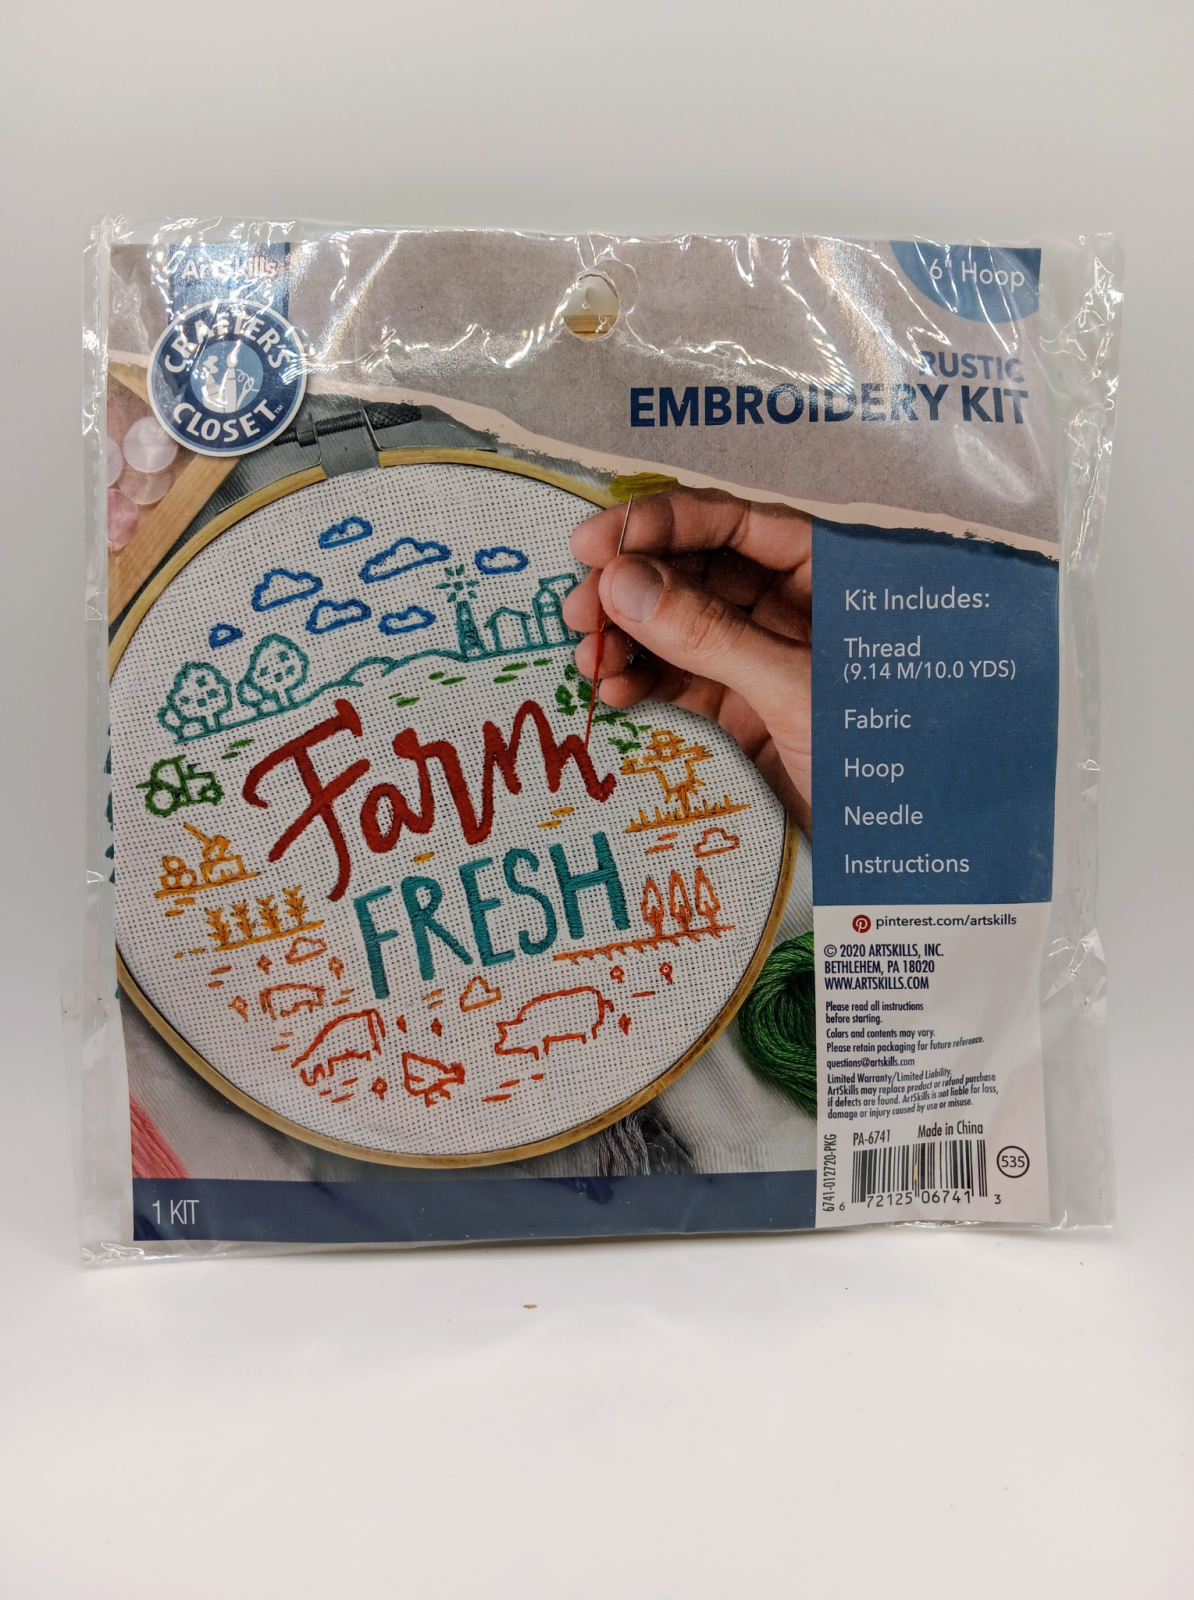 ArtSkills
CRAFTER'S
CLOSET™
6" Hoop
RUSTIC
EMBROIDERY KIT
Farm
FRESH
Kit Includes:
Thread
(9.14 M/10.0 YDS)
Fabric
Hoop
Needle
Instructions
pinterest.com/artskills
© 2020 ARTSKILLS, INC.
BETHLEHEM, PA 18020
WWW.ARTSKILLS.COM
Please read all instructions
before starting.
Colors and contents may vary.
Please retain packaging for future reference.
questions@artskills.com
Limited Warranty/Limited Liability.
ArtSkills may replace product or refund purchase
if defects are found. ArtSkills is not liable for loss,
damage or injury caused by use or misuse.
PA-6741 Made in China
535
6741-012720-PKG
6 72125 06741 3
1 KIT